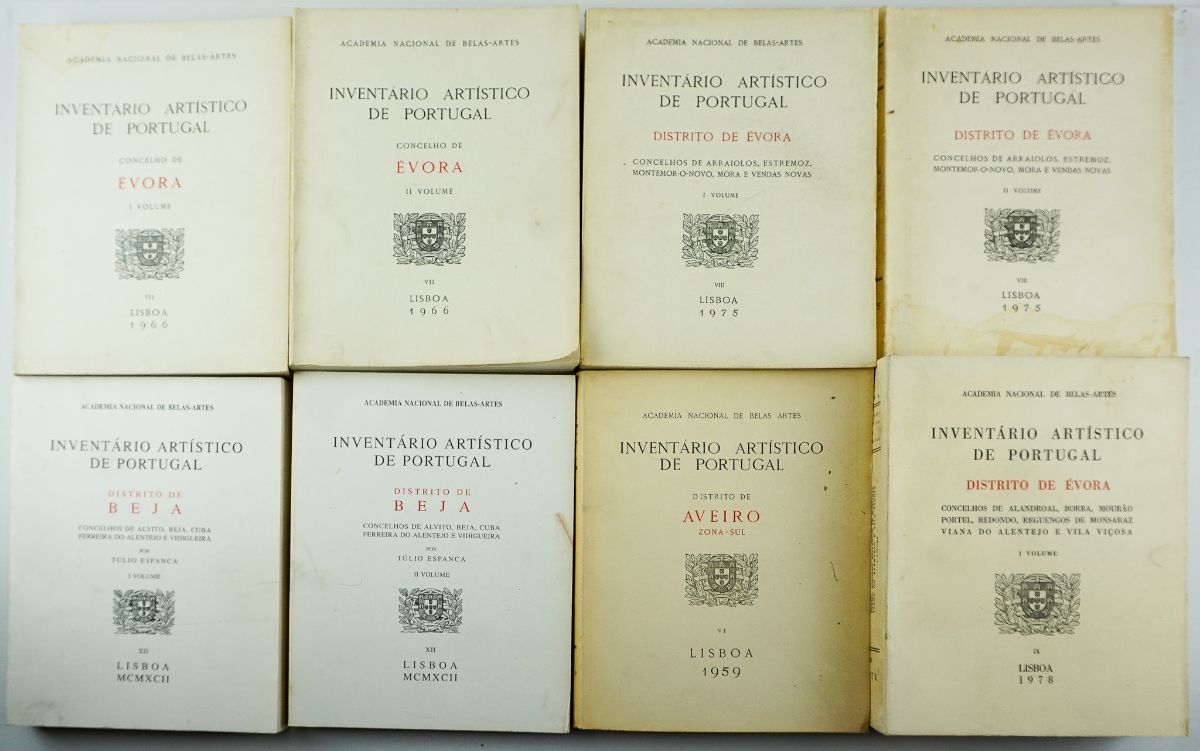 ACADEMIA NACIONAL DE BELAS-ARTES
INVENTÁRIO ARTÍSTICO
DE PORTUGAL
CONCELHO DE
ÉVORA
I VOLUME
VII
LISBOA
1966
ACADEMIA NACIONAL DE BELAS-ARTES
INVENTÁRIO ARTÍSTICO
DE PORTUGAL
CONCELHO DE
ÉVORA
II VOLUME
VII
LISBOA
1966
ACADEMIA NACIONAL DE BELAS-ARTES
INVENTÁRIO ARTÍSTICO
DE PORTUGAL
DISTRITO DE ÉVORA
CONCELHOS DE ARRAIOLOS, ESTREMOZ,
MONTEMOR-O-NOVO, MORA E VENDAS NOVAS
I VOLUME
VIII
LISBOA
1975
ACADEMIA NACIONAL DE BELAS-ARTES
INVENTÁRIO ARTÍSTICO
DE PORTUGAL
DISTRITO DE ÉVORA
CONCELHOS DE ARRAIOLOS, ESTREMOZ,
MONTEMOR-O-NOVO, MORA E VENDAS NOVAS
II VOLUME
VIII
LISBOA
1975
ACADEMIA NACIONAL DE BELAS-ARTES
INVENTÁRIO ARTÍSTICO
DE PORTUGAL
DISTRITO DE
BEJA
CONCELHOS DE ALVITO, BEJA, CUBA
FERREIRA DO ALENTEJO E VIDIGUEIRA
POR
TÚLIO ESPANCA
I VOLUME
XII
LISBOA
MCMXCII
ACADEMIA NACIONAL DE BELAS-ARTES
INVENTÁRIO ARTÍSTICO
DE PORTUGAL
DISTRITO DE
BEJA
CONCELHOS DE ALVITO, BEJA, CUBA
FERREIRA DO ALENTEJO E VIDIGUEIRA
POR
TÚLIO ESPANCA
II VOLUME
XII
LISBOA
MCMXCII
ACADEMIA NACIONAL DE BELAS ARTES
INVENTÁRIO ARTÍSTICO
DE PORTUGAL
DISTRITO DE
AVEIRO
ZONA-SUL
VI
LISBOA
1959
ACADEMIA NACIONAL DE BELAS-ARTES
INVENTÁRIO ARTÍSTICO
DE PORTUGAL
DISTRITO DE ÉVORA
CONCELHOS DE ALANDROAL, BORBA, MOURÃO
PORTEL, REDONDO, REGUENGOS DE MONSARAZ
VIANA DO ALENTEJO E VILA VIÇOSA
I VOLUME
IX
LISBOA
1978